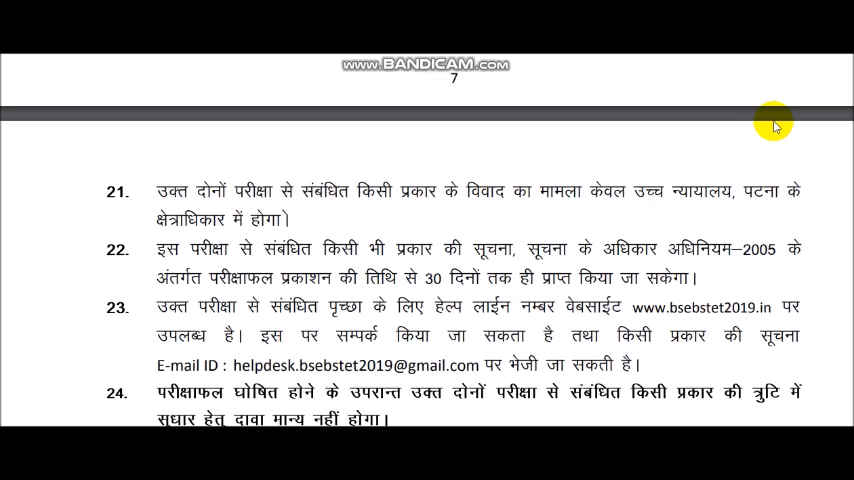 www.BANDICAM.com
7
21. उक्त दोनों परीक्षा से संबंधित किसी प्रकार के विवाद का मामला केवल उच्च न्यायालय, पटना के
क्षेत्राधिकार में होगा)
22. इस परीक्षा से संबंधित किसी भी प्रकार की सूचना, सूचना के अधिकार अधिनियम–2005 के
अंतर्गत परीक्षाफल प्रकाशन की तिथि से 30 दिनों तक ही प्राप्त किया जा सकेगा।
23. उक्त परीक्षा से संबंधित पृच्छा के लिए हेल्प लाईन नम्बर वेबसाईट www.bsebstet2019.in पर
उपलब्ध है। इस पर सम्पर्क किया जा सकता है तथा किसी प्रकार की सूचना
E-mail ID : helpdesk.bsebstet2019@gmail.com पर भेजी जा सकती है।
24. परीक्षाफल घोषित होने के उपरान्त उक्त दोनों परीक्षा से संबंधित किसी प्रकार की त्रुटि में
सुधार हेतु दावा मान्य नहीं होगा।